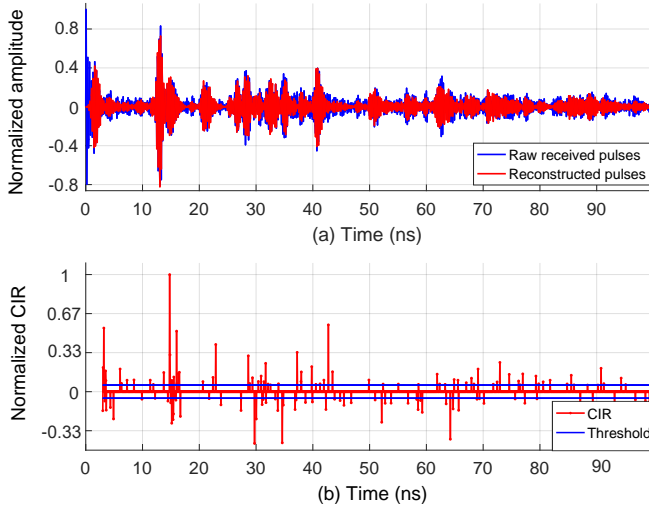 Normalized amplitude
0.8
0.4
0
-0.4
-0.8
0 10 20 30 40 50 60 70 80 90
(a) Time (ns)
Raw received pulses
Reconstructed pulses
Normalized CIR
1
0.67
0.33
0
-0.33
0 10 20 30 40 50 60 70 80 90
(b) Time (ns)
CIR
Threshold